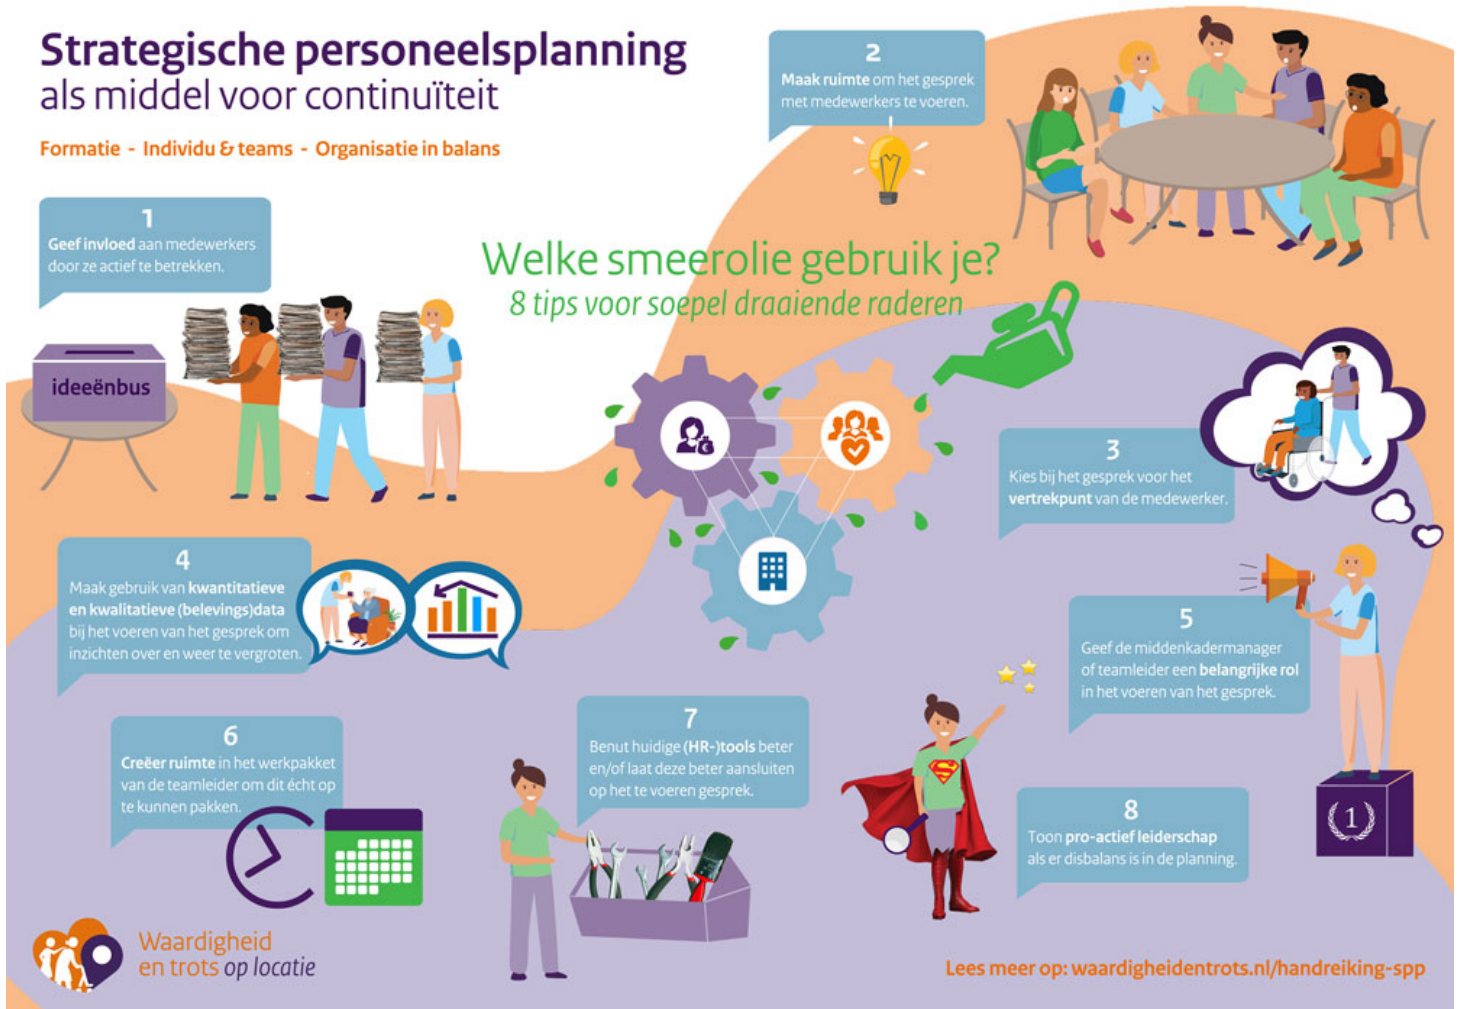 Strategische personeelsplanning
als middel voor continuïteit
Formatie - Individu & teams - Organisatie in balans
1
Geef invloed aan medewerkers
door ze actief te betrekken.
ideeënbus
2
Maak ruimte om het gesprek
met medewerkers te voeren.
Welke smeerolie gebruik je?
8 tips voor soepel draaiende raderen
€
3
Kies bij het gesprek voor het
vertrekpunt van de medewerker.
4
Maak gebruik van kwantitatieve
en kwalitatieve (belevings)data
bij het voeren van het gesprek om
inzichten over en weer te vergroten.
5
Geef de middenkadermanager
of teamleider een belangrijke rol
in het voeren van het gesprek.
1
6
Creëer ruimte in het werkpakket
van de teamleider om dit écht op
te kunnen pakken.
7
Benut huidige (HR-)tools beter
en/of laat deze beter aansluiten
op het te voeren gesprek.
S
8
Toon pro-actief leiderschap
als er disbalans is in de planning.
Waardigheid
en trots op locatie
Lees meer op: waardigheidentrots.nl/handreiking-spp